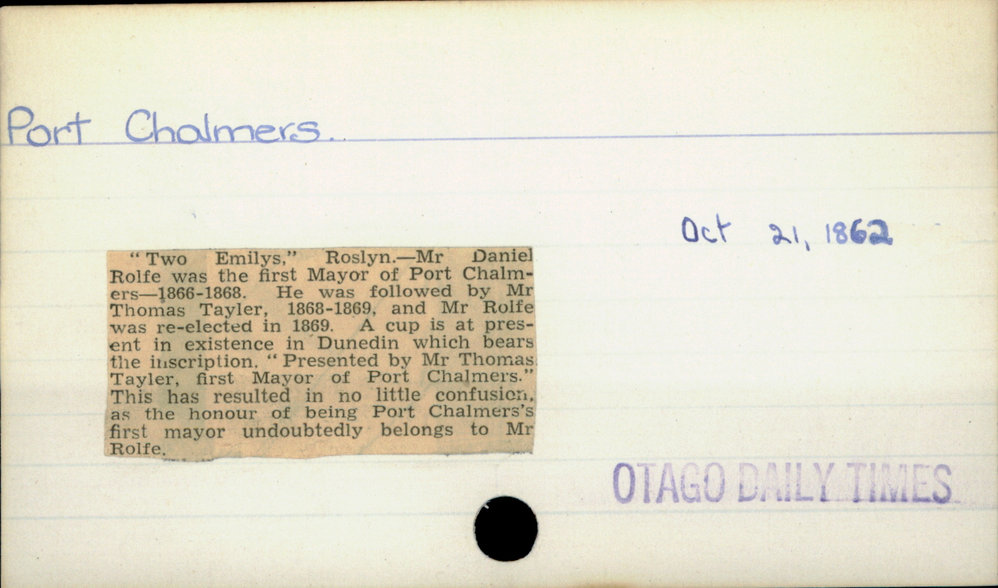 Port Chalmers.
Oct 21, 1862
"Two Emilys," Roslyn.—Mr Daniel
Rolfe was the first Mayor of Port Chalm-
ers—1866-1868. He was followed by Mr
Thomas Tayler, 1868-1869, and Mr Rolfe
was re-elected in 1869. A cup is at pres-
ent in existence in Dunedin which bears
the inscription, "Presented by Mr Thomas
Tayler, first Mayor of Port Chalmers."
This has resulted in no little confusion,
as the honour of being Port Chalmers's
first mayor undoubtedly belongs to Mr
Rolfe.
OTAGO DAILY TIMES